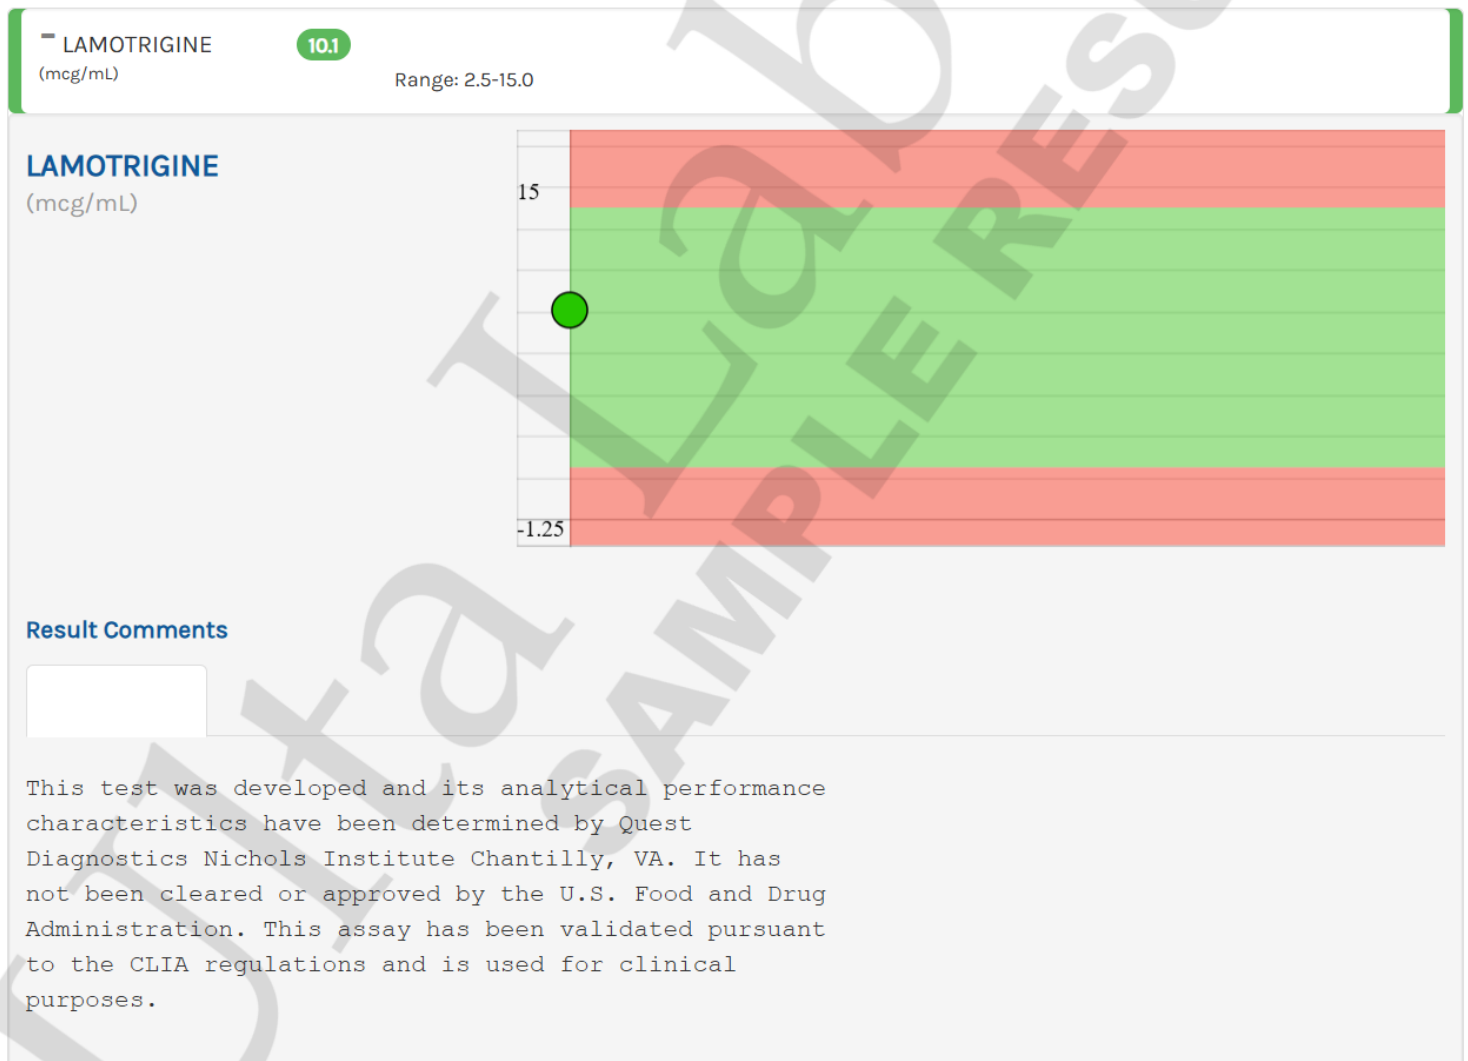 LAMOTRIGINE 10.1
(mcg/mL) Range: 2.5-15.0
LAMOTRIGINE
(mcg/mL)
15
-1.25
Result Comments
This test was developed and its analytical performance
characteristics have been determined by Quest
Diagnostics Nichols Institute Chantilly, VA. It has
not been cleared or approved by the U.S. Food and Drug
Administration. This assay has been validated pursuant
to the CLIA regulations and is used for clinical
purposes.
Ulta Lab
SAMPLE RESU